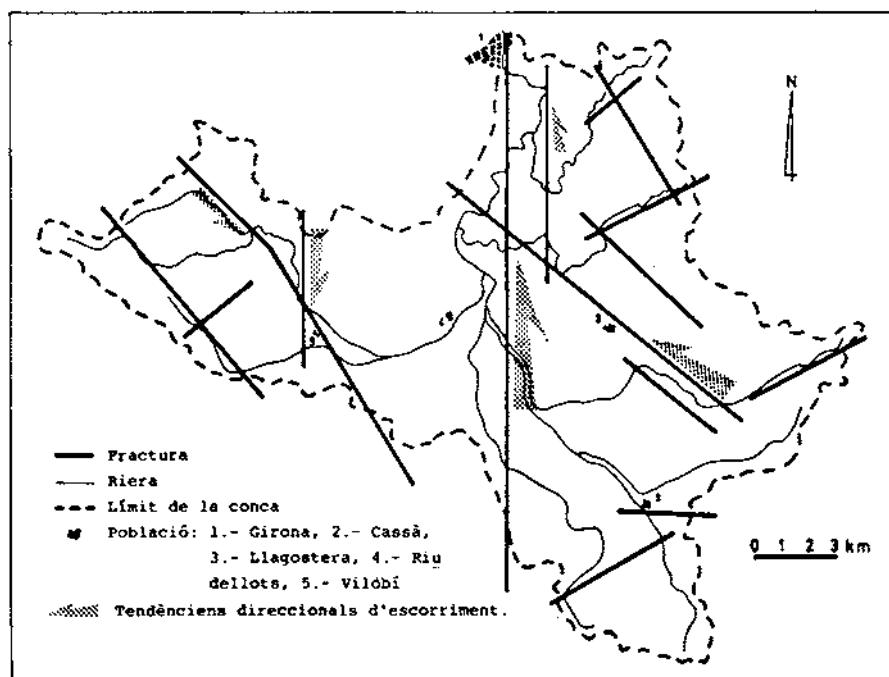 N
Fractura
Riera
Límit de la conca
Població: 1.- Girona, 2.- Cassà,
3.- Llagostera, 4.- Riu
dellots, 5.- Vilobí
Tendènciens direccionals d'escorriment.
0 1 2 3 km